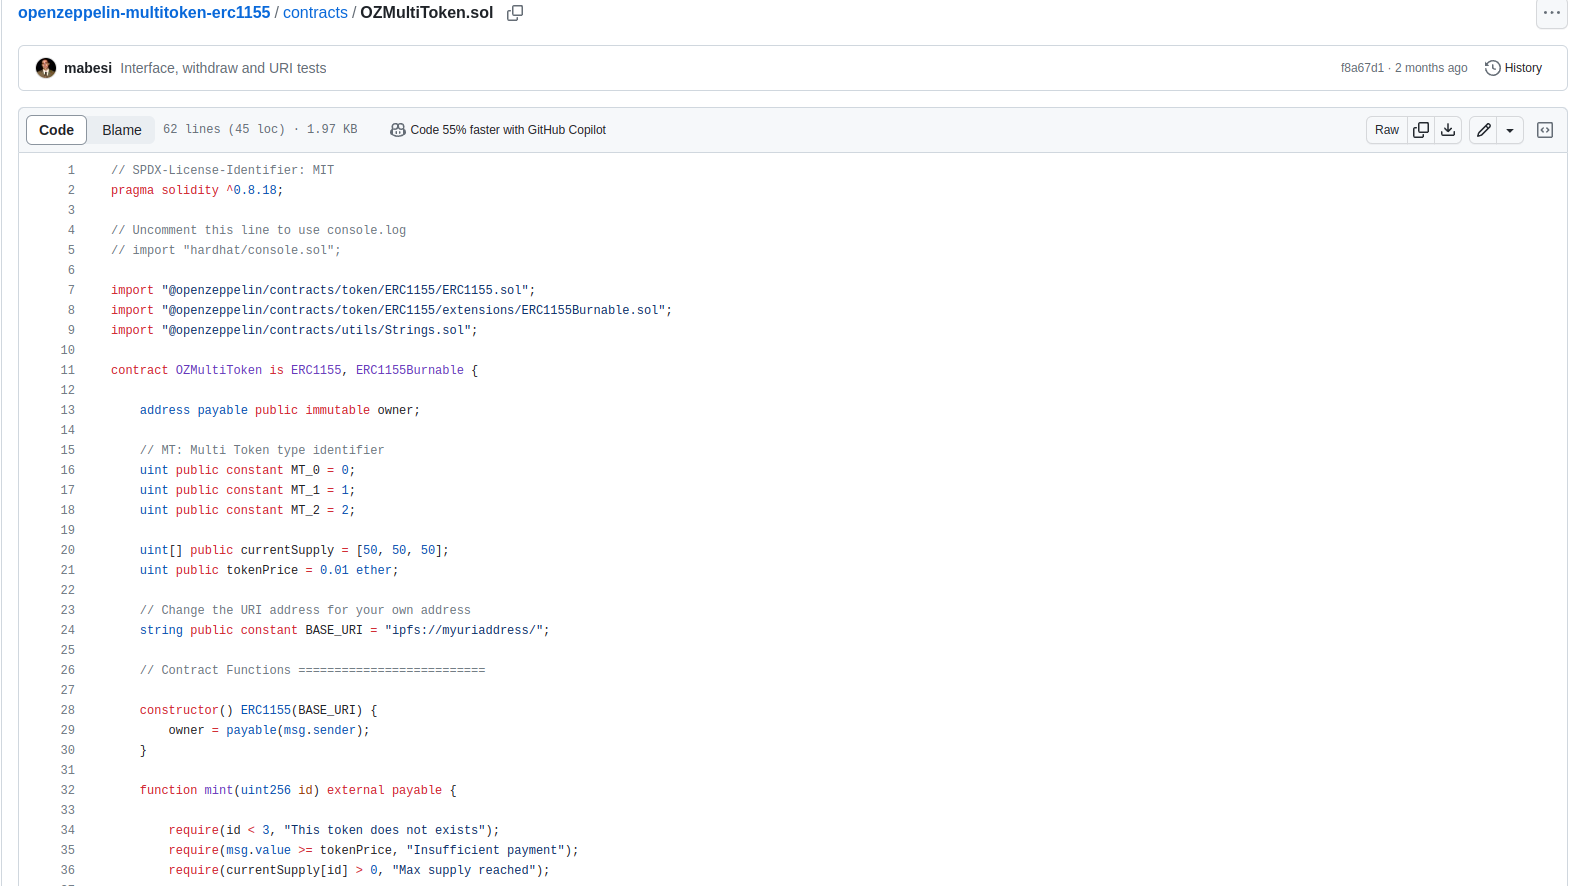 openzeppelin-multitoken-erc1155 / contracts / OZMultiToken.sol
mabesi Interface, withdraw and URI tests f8a67d1 · 2 months ago History
Code Blame 62 lines (45 loc) · 1.97 KB Code 55% faster with GitHub Copilot Raw
1 // SPDX-License-Identifier: MIT
2 pragma solidity ^0.8.18;
3
4 // Uncomment this line to use console.log
5 // import "hardhat/console.sol";
6
7 import "@openzeppelin/contracts/token/ERC1155/ERC1155.sol";
8 import "@openzeppelin/contracts/token/ERC1155/extensions/ERC1155Burnable.sol";
9 import "@openzeppelin/contracts/utils/Strings.sol";
10
11 contract OZMultiToken is ERC1155, ERC1155Burnable {
12
13 address payable public immutable owner;
14
15 // MT: Multi Token type identifier
16 uint public constant MT_0 = 0;
17 uint public constant MT_1 = 1;
18 uint public constant MT_2 = 2;
19
20 uint[] public currentSupply = [50, 50, 50];
21 uint public tokenPrice = 0.01 ether;
22
23 // Change the URI address for your own address
24 string public constant BASE_URI = "ipfs://myuriaddress/";
25
26 // Contract Functions ==========================
27
28 constructor() ERC1155(BASE_URI) {
29 owner = payable(msg.sender);
30 }
31
32 function mint(uint256 id) external payable {
33
34 require(id < 3, "This token does not exists");
35 require(msg.value >= tokenPrice, "Insufficient payment");
36 require(currentSupply[id] > 0, "Max supply reached");